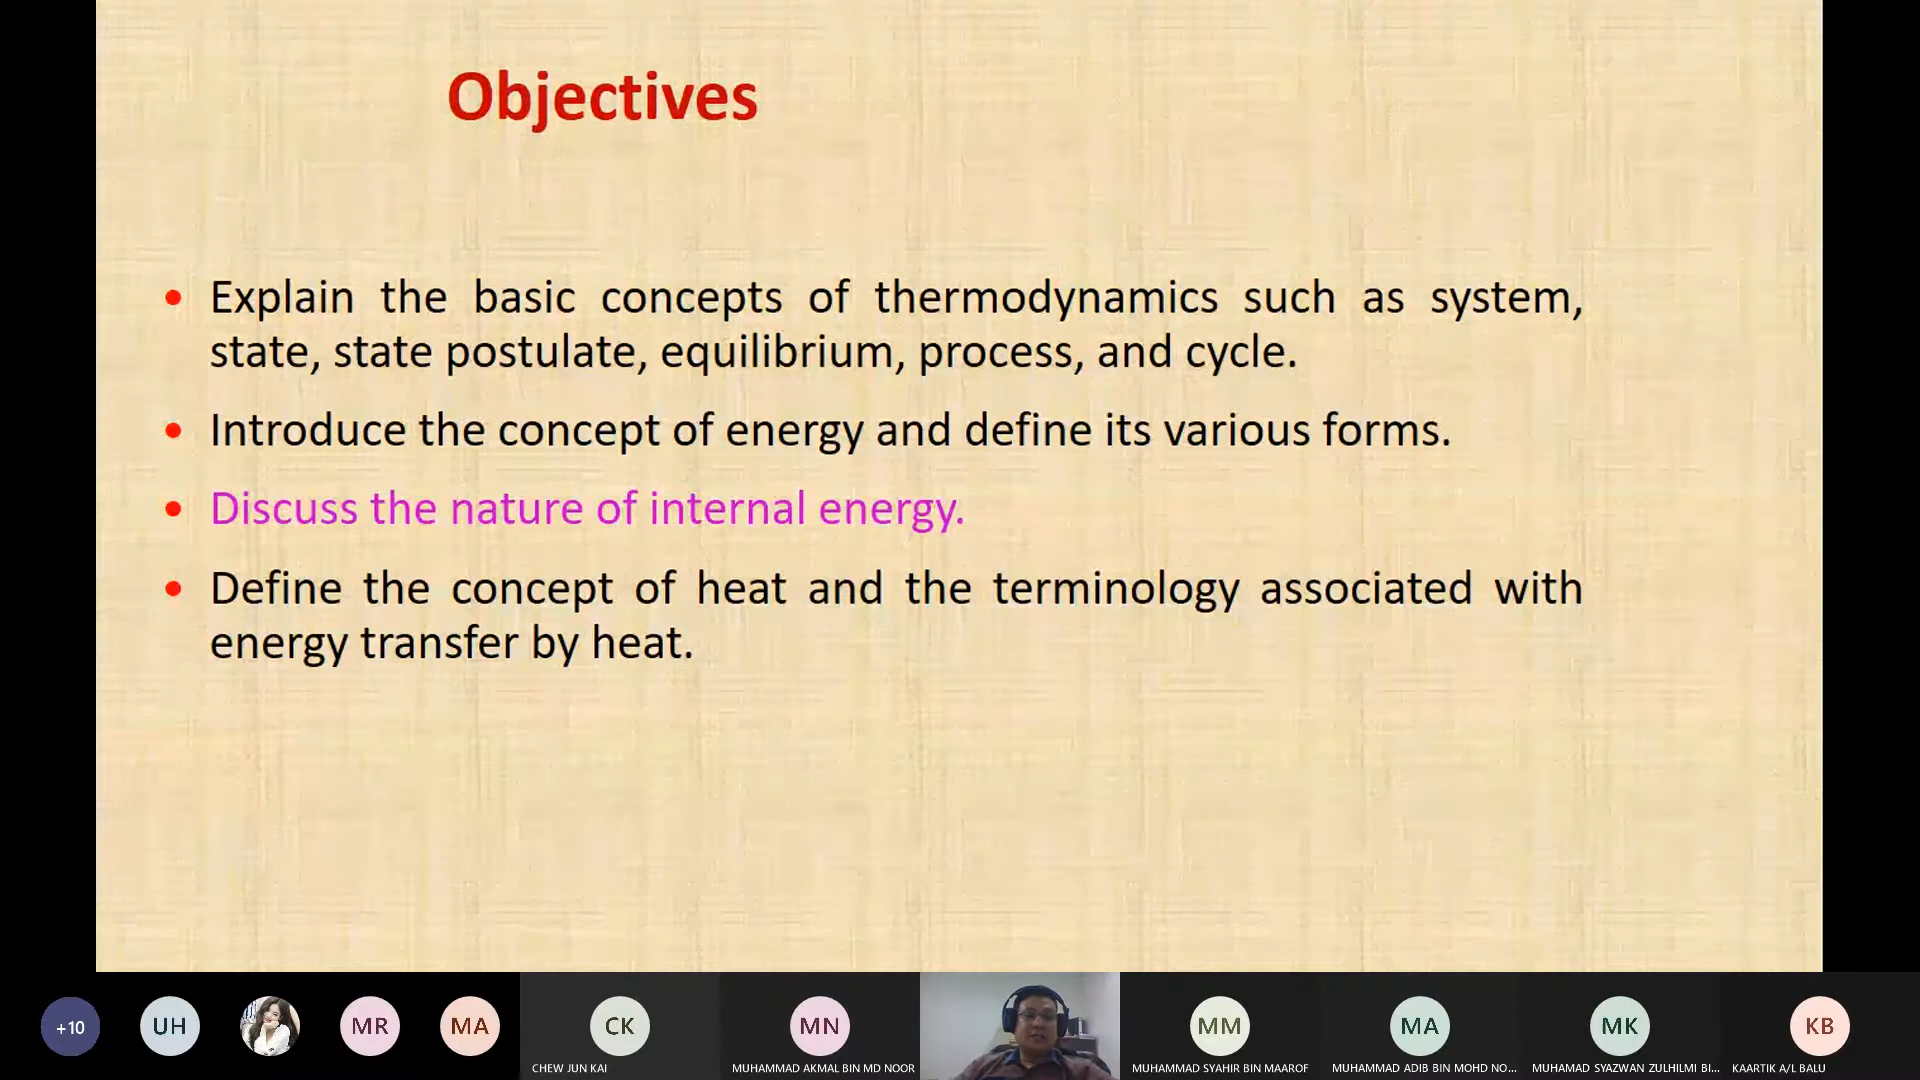 Objectives
Explain the basic concepts of thermodynamics such as system,
state, state postulate, equilibrium, process, and cycle.
Introduce the concept of energy and define its various forms.
Discuss the nature of internal energy.
Define the concept of heat and the terminology associated with
energy transfer by heat.
+10
UH
MR
MA
CK
CHEW JUN KAI
MN
MUHAMMAD AKMAL BIN MD NOOR
MM
MUHAMMAD SYAHIR BIN MAAROF
MA
MUHAMMAD ADIB BIN MOHD NO...
MK
MUHAMAD SYAZWAN ZULHILMI BI...
KB
KAARTIK A/L BALU